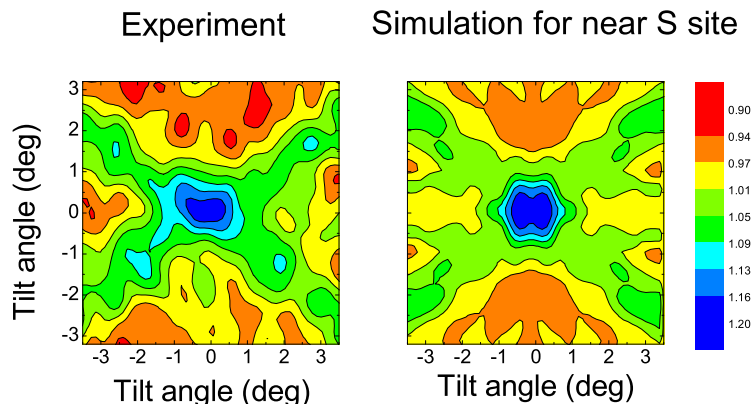 Experiment
Simulation for near S site
Tilt angle (deg)
3
2
1
0
-1
-2
-3
-3 -2 -1 0 1 2 3
Tilt angle (deg)
-3 -2 -1 0 1 2 3
Tilt angle (deg)
0.90
0.94
0.97
1.01
1.05
1.09
1.13
1.16
1.20